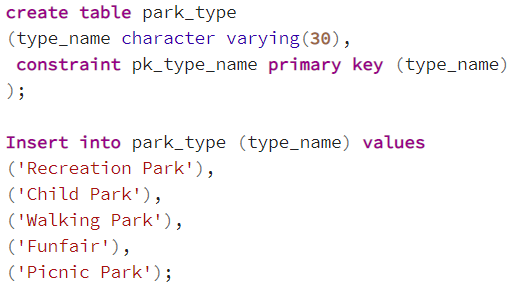 create table park_type
(type_name character varying(30),
constraint pk_type_name primary key (type_name)
);
Insert into park_type (type_name) values
('Recreation Park'),
('Child Park'),
('Walking Park'),
('Funfair'),
('Picnic Park');